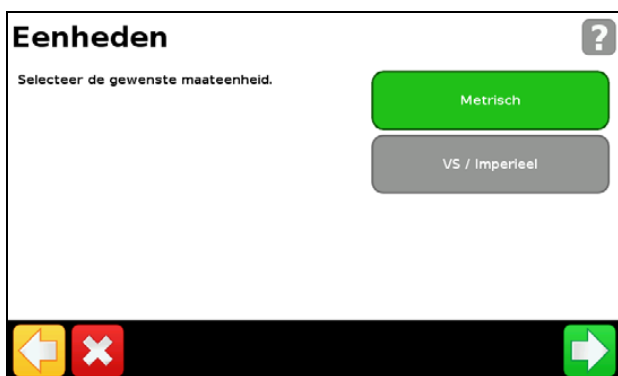 Eenheden
?
Selecteer de gewenste maateenheid.
Metrisch
VS / Imperieel